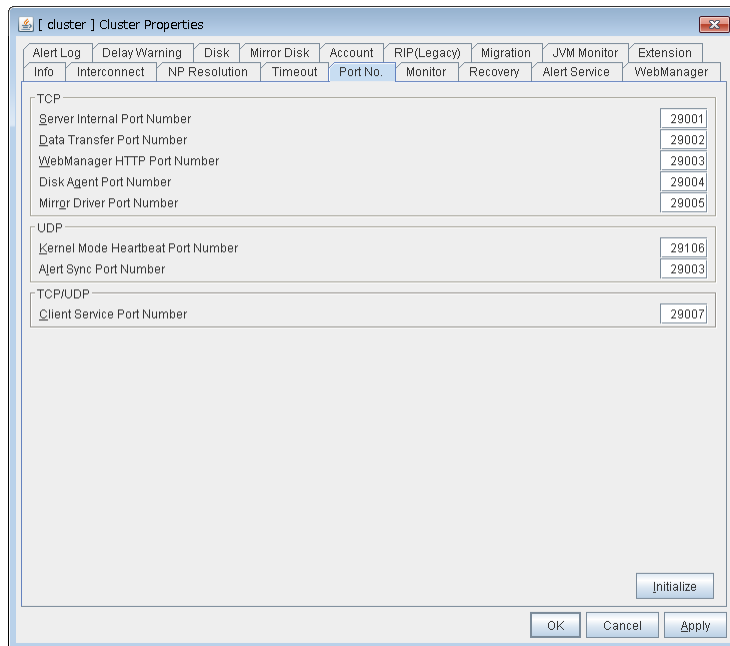 [ cluster ] Cluster Properties
Alert Log Delay Warning Disk Mirror Disk Account RIP(Legacy) Migration JVM Monitor Extension
Info Interconnect NP Resolution Timeout Port No. Monitor Recovery Alert Service WebManager
TCP
Server Internal Port Number 29001
Data Transfer Port Number 29002
WebManager HTTP Port Number 29003
Disk Agent Port Number 29004
Mirror Driver Port Number 29005
UDP
Kernel Mode Heartbeat Port Number 29106
Alert Sync Port Number 29003
TCP/UDP
Client Service Port Number 29007
Initialize
OK Cancel Apply